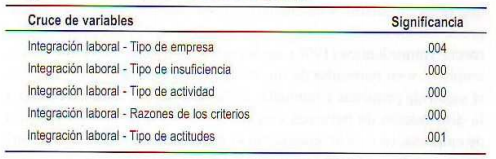 Cruce de variables Significancia
Integración laboral - Tipo de empresa .004
Integración laboral - Tipo de insuficiencia .000
Integración laboral - Tipo de actividad .000
Integración laboral - Razones de los criterios .000
Integración laboral - Tipo de actitudes .001